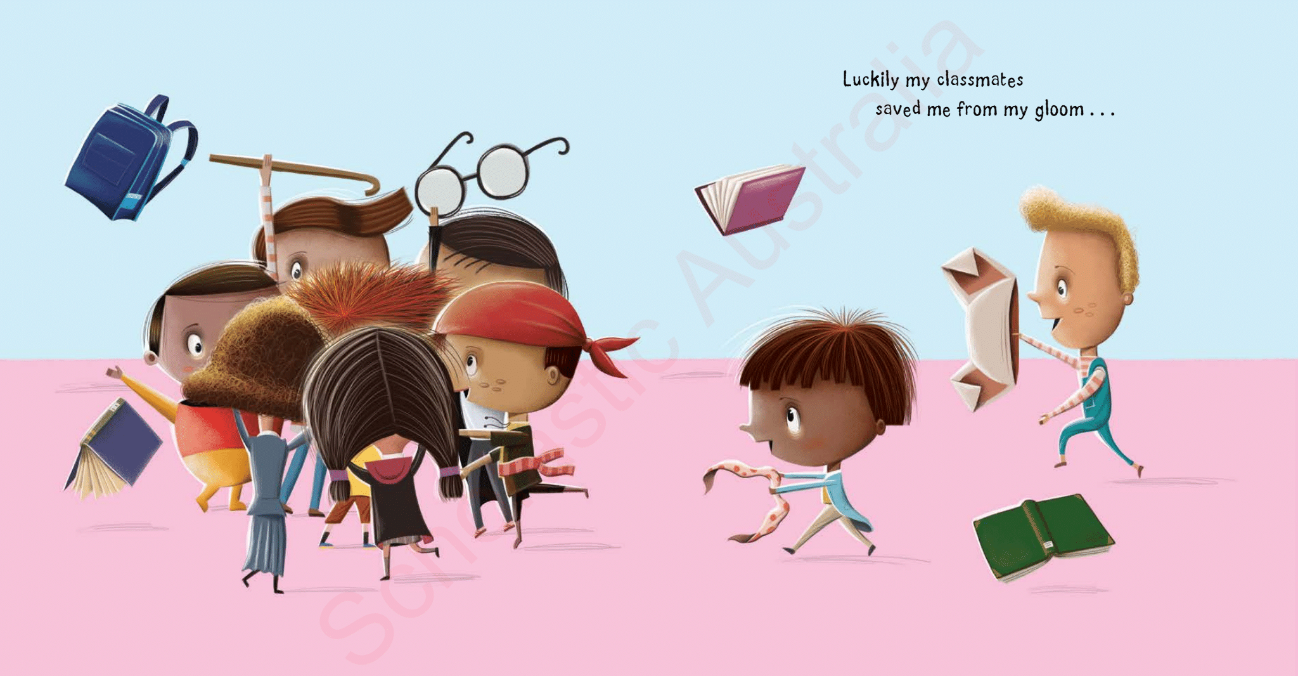 Luckily my classmates
saved me from my gloom . . .
Scholastic Australia